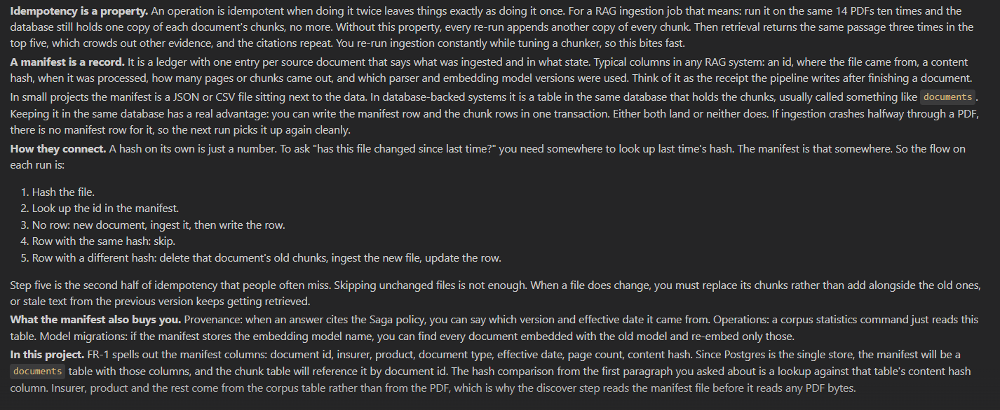 Idempotency is a property. An operation is idempotent when doing it twice leaves things exactly as doing it once. For a RAG ingestion job that means: run it on the same 14 PDFs ten times and the
database still holds one copy of each document's chunks, no more. Without this property, every re-run appends another copy of every chunk. Then retrieval returns the same passage three times in the
top five, which crowds out other evidence, and the citations repeat. You re-run ingestion constantly while tuning a chunker, so this bites fast.
A manifest is a record. It is a ledger with one entry per source document that says what was ingested and in what state. Typical columns in any RAG system: an id, where the file came from, a content
hash, when it was processed, how many pages or chunks came out, and which parser and embedding model versions were used. Think of it as the receipt the pipeline writes after finishing a document.
In small projects the manifest is a JSON or CSV file sitting next to the data. In database-backed systems it is a table in the same database that holds the chunks, usually called something like documents.
Keeping it in the same database has a real advantage: you can write the manifest row and the chunk rows in one transaction. Either both land or neither does. If ingestion crashes halfway through a PDF,
there is no manifest row for it, so the next run picks it up again cleanly.
How they connect. A hash on its own is just a number. To ask "has this file changed since last time?" you need somewhere to look up last time's hash. The manifest is that somewhere. So the flow on
each run is:
1. Hash the file.
2. Look up the id in the manifest.
3. No row: new document, ingest it, then write the row.
4. Row with the same hash: skip.
5. Row with a different hash: delete that document's old chunks, ingest the new file, update the row.
Step five is the second half of idempotency that people often miss. Skipping unchanged files is not enough. When a file does change, you must replace its chunks rather than add alongside the old ones,
or stale text from the previous version keeps getting retrieved.
What the manifest also buys you. Provenance: when an answer cites the Saga policy, you can say which version and effective date it came from. Operations: a corpus statistics command just reads this
table. Model migrations: if the manifest stores the embedding model name, you can find every document embedded with the old model and re-embed only those.
In this project. FR-1 spells out the manifest columns: document id, insurer, product, document type, effective date, page count, content hash. Since Postgres is the single store, the manifest will be a
documents table with those columns, and the chunk table will reference it by document id. The hash comparison from the first paragraph you asked about is a lookup against that table's content hash
column. Insurer, product and the rest come from the corpus table rather than from the PDF, which is why the discover step reads the manifest file before it reads any PDF bytes.